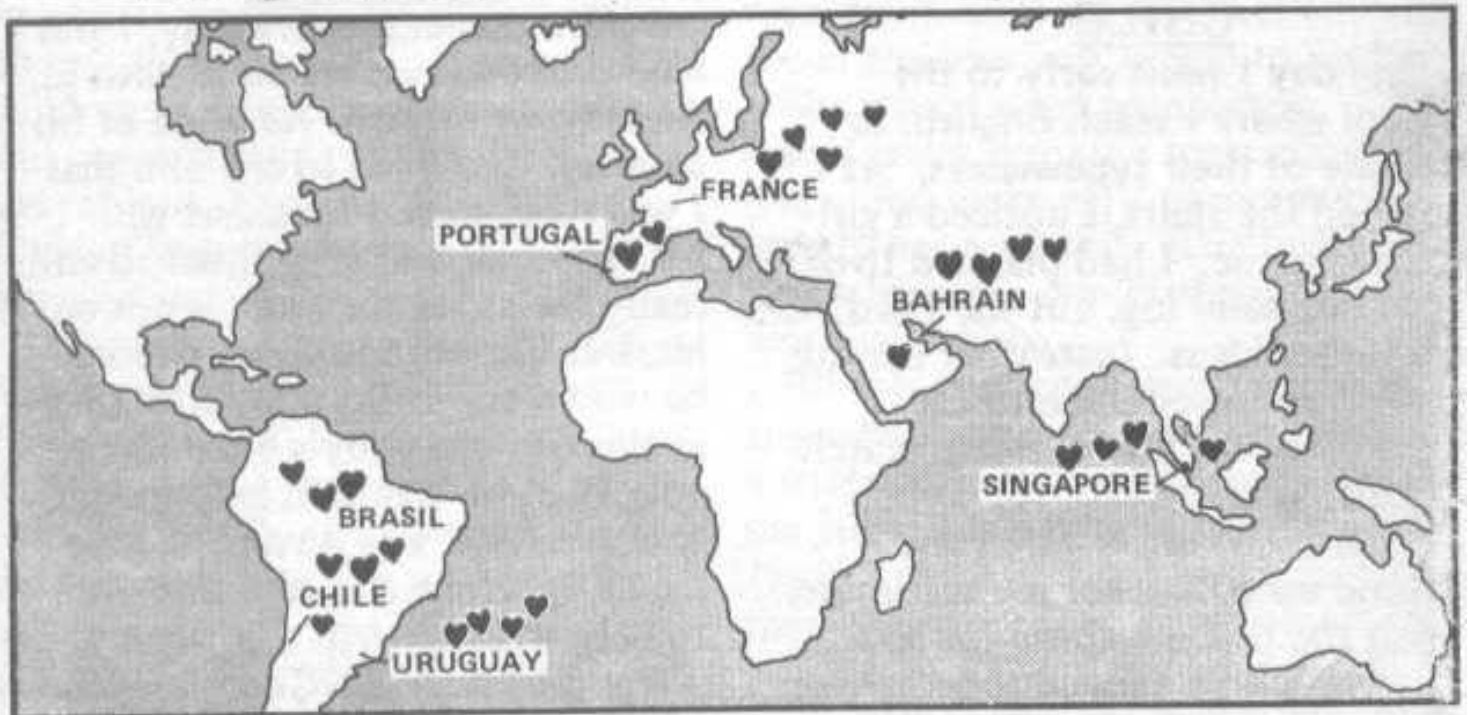 FRANCE
PORTUGAL
BAHRAIN
SINGAPORE
BRASIL
CHILE
URUGUAY